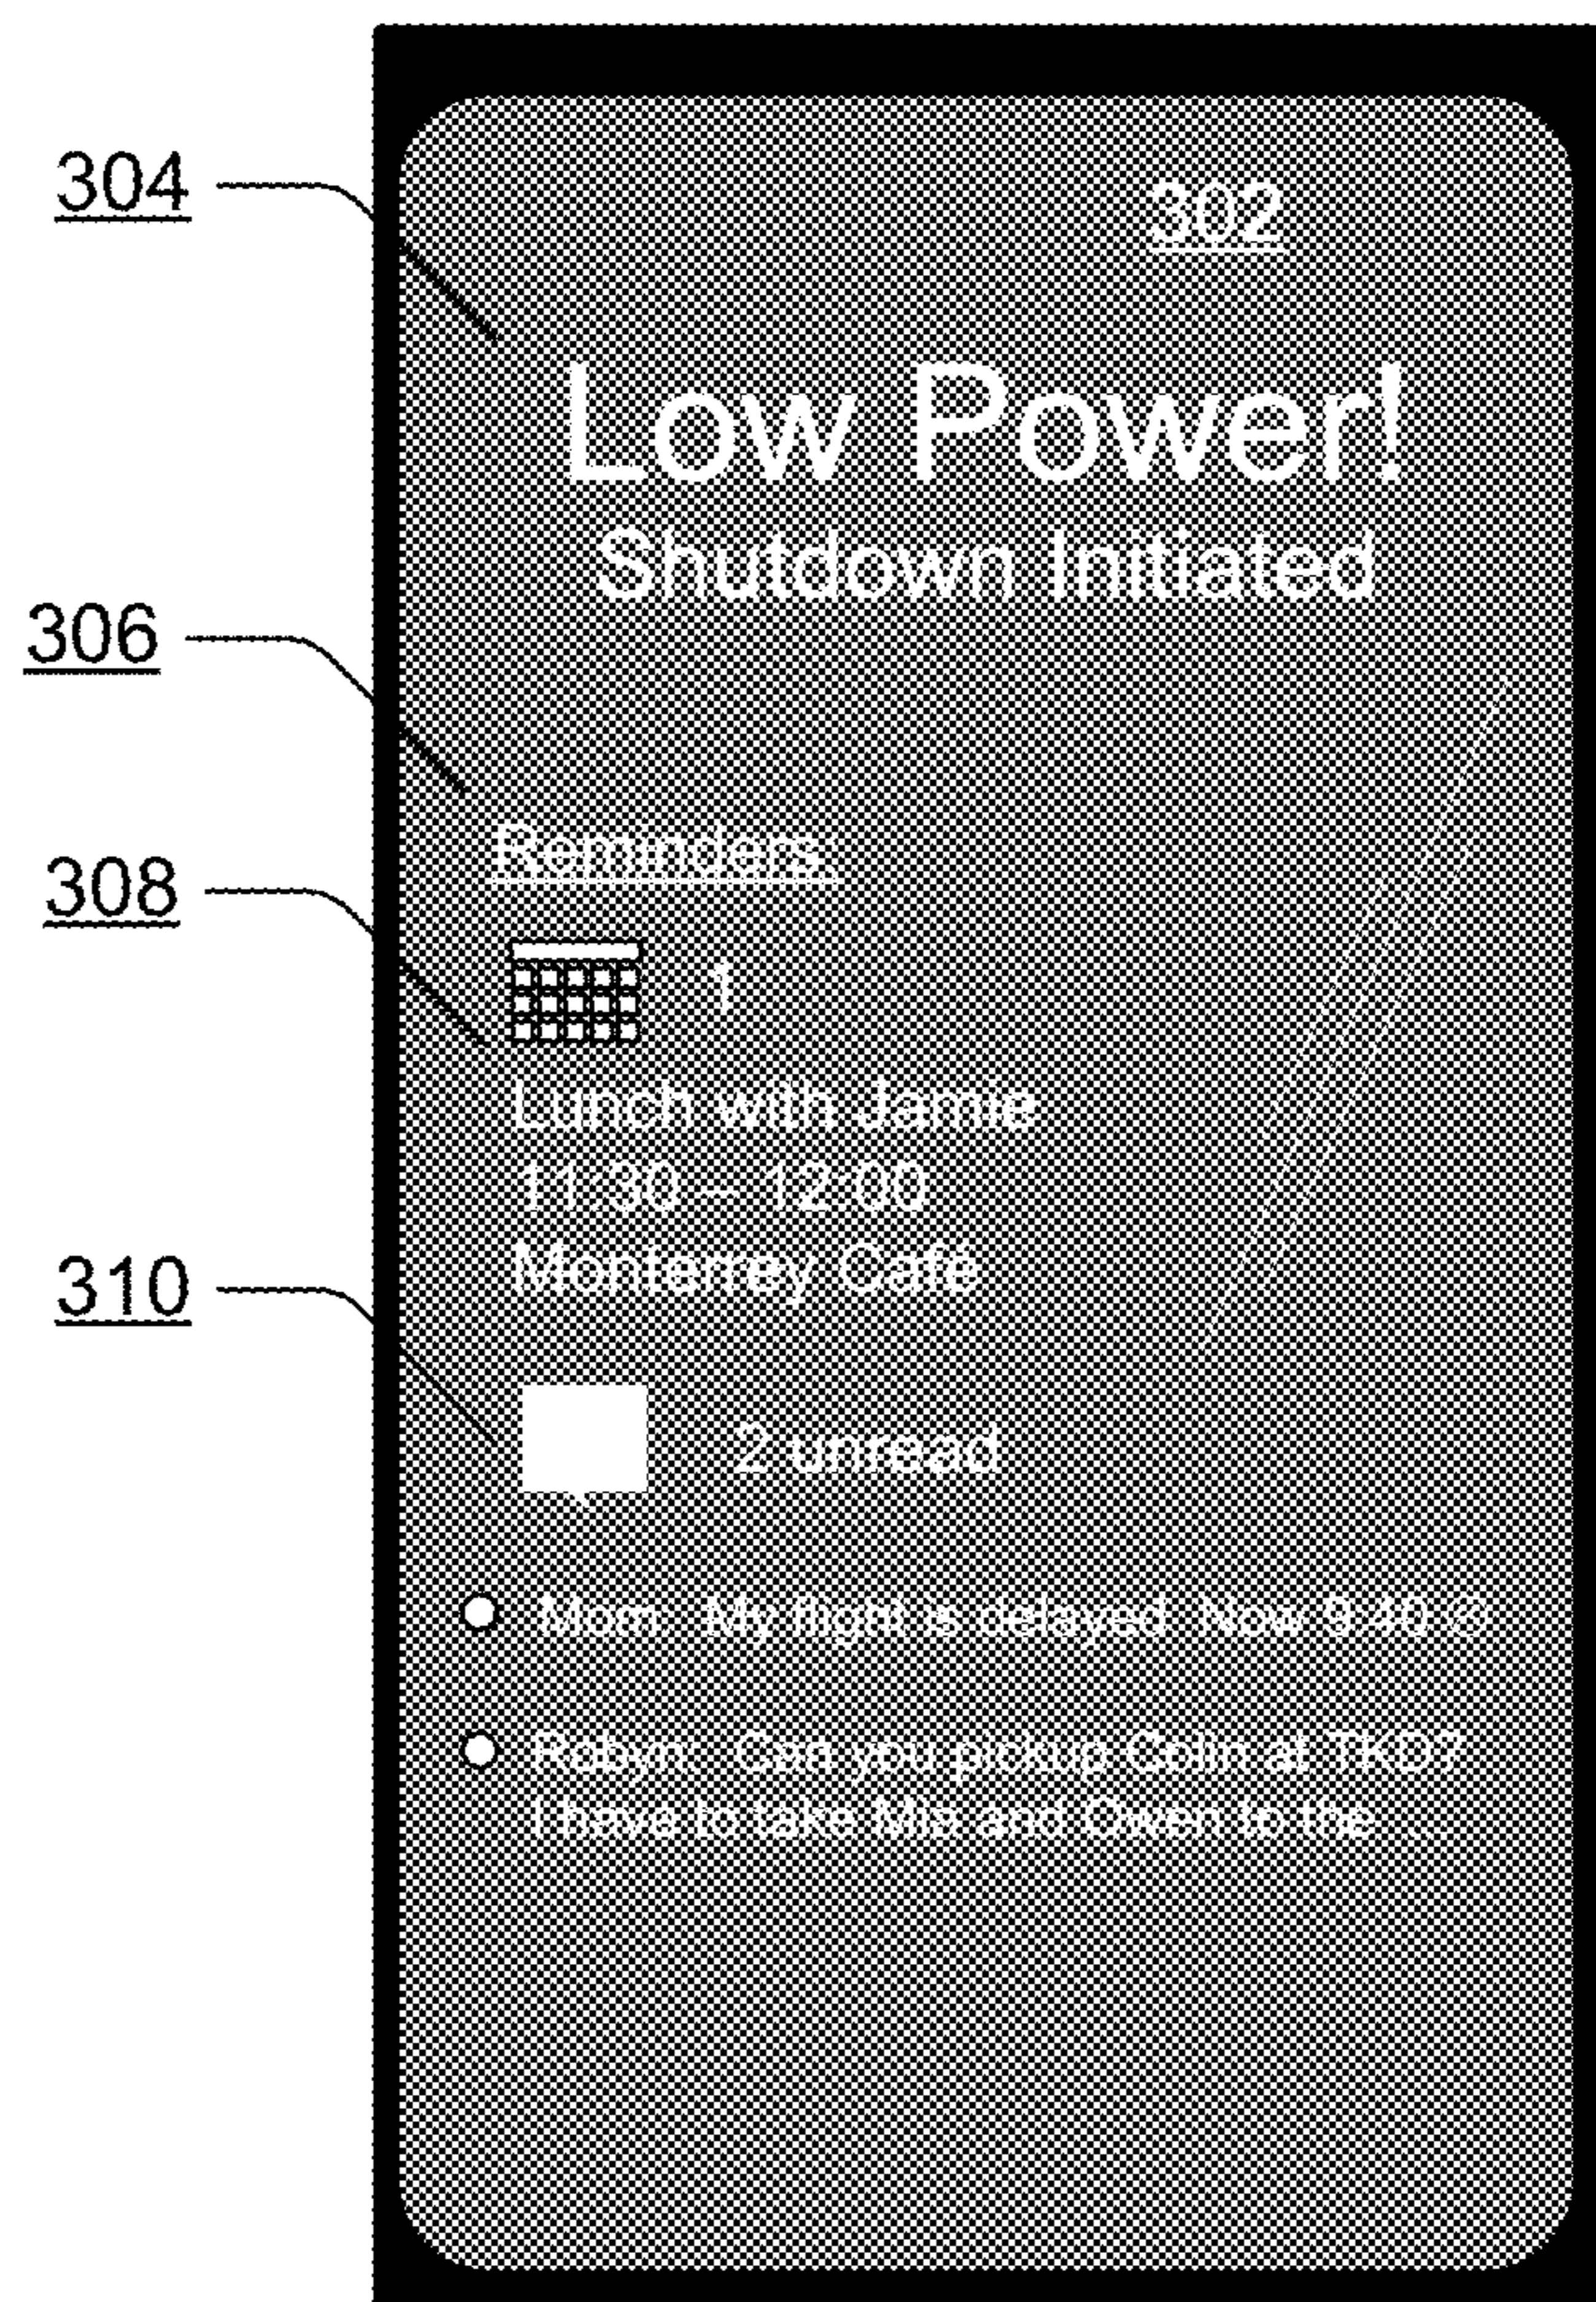 304
302
Low Power!
Shutdown Initiated
306
Reminders
308
1
Lunch with Jamie
11:30 – 12:00
Monterrey Café
310
2 unread
Mom: My flight is delayed. Now 9:40
Robyn: Can you pickup Colin at
I have to take Mia and Owen to the